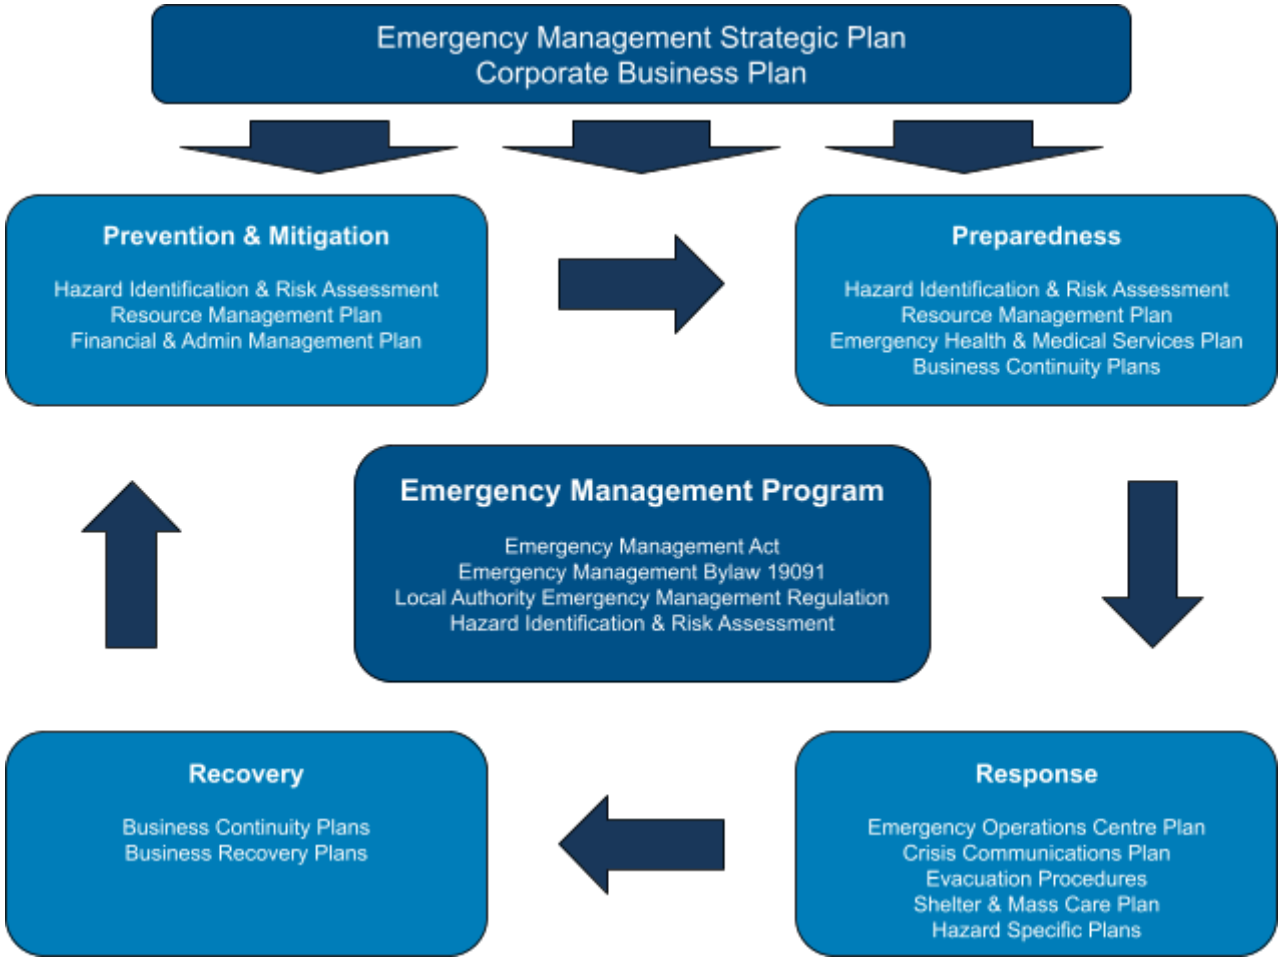 Emergency Management Strategic Plan
Corporate Business Plan
Prevention & Mitigation
Hazard Identification & Risk Assessment
Resource Management Plan
Financial & Admin Management Plan
Preparedness
Hazard Identification & Risk Assessment
Resource Management Plan
Emergency Health & Medical Services Plan
Business Continuity Plans
Emergency Management Program
Emergency Management Act
Emergency Management Bylaw 19091
Local Authority Emergency Management Regulation
Hazard Identification & Risk Assessment
Recovery
Business Continuity Plans
Business Recovery Plans
Response
Emergency Operations Centre Plan
Crisis Communications Plan
Evacuation Procedures
Shelter & Mass Care Plan
Hazard Specific Plans